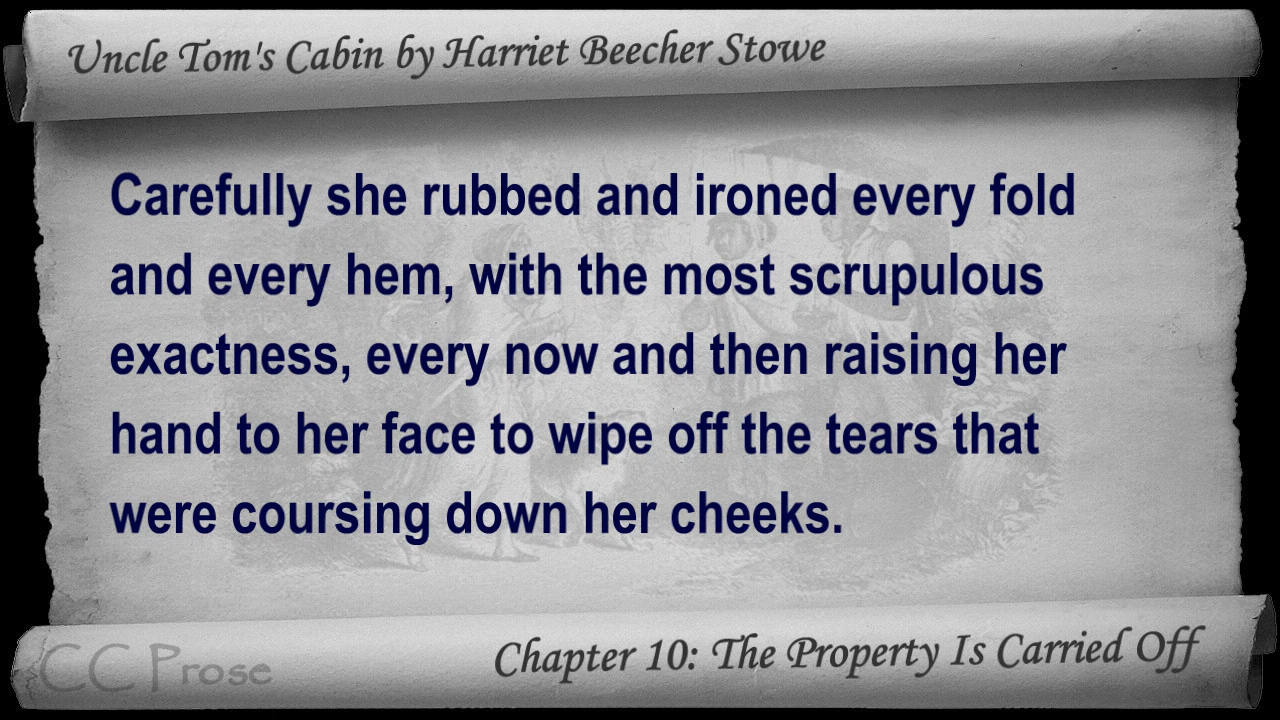 Uncle Tom's Cabin by Harriet Beecher Stowe
Carefully she rubbed and ironed every fold
and every hem, with the most scrupulous
exactness, every now and then raising her
hand to her face to wipe off the tears that
were coursing down her cheeks.
CC Prose
Chapter 10: The Property Is Carried Off